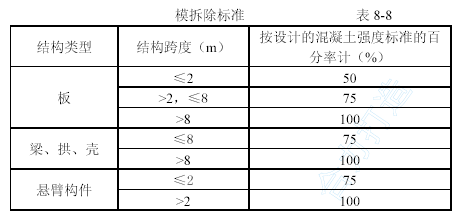 模拆除标准 表 8-8
结构类型 结构跨度（m） 按设计的混凝土强度标准的百
分率计（%）
板 ≤2 50
>2，≤8 75
>8 100
梁、拱、壳 ≤8 75
>8 100
悬臂构件 ≤2 75
>2 100